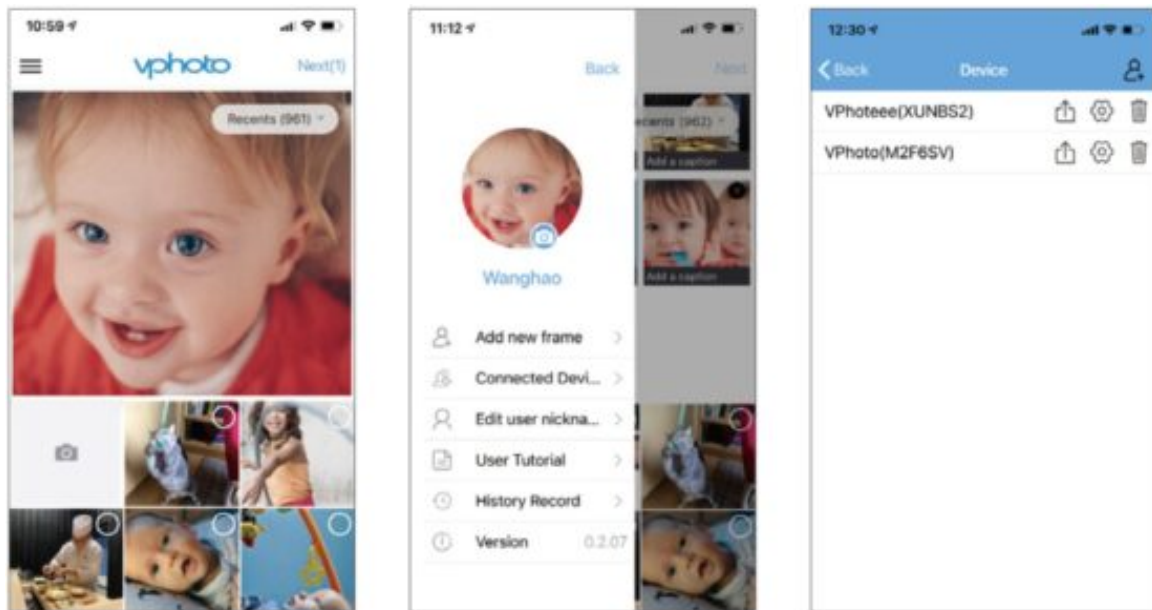 10:59
vphoto
Next(1)
Recents (961)
11:12
Back
Next
ecents (962)
Add a caption
Add a caption
Wanghao
Add new frame
Connected Devi...
Edit user nickna...
User Tutorial
History Record
Version 0.2.07
12:30
Back
Device
VPhoteee(XUNBS2)
VPhoto(M2F6SV)